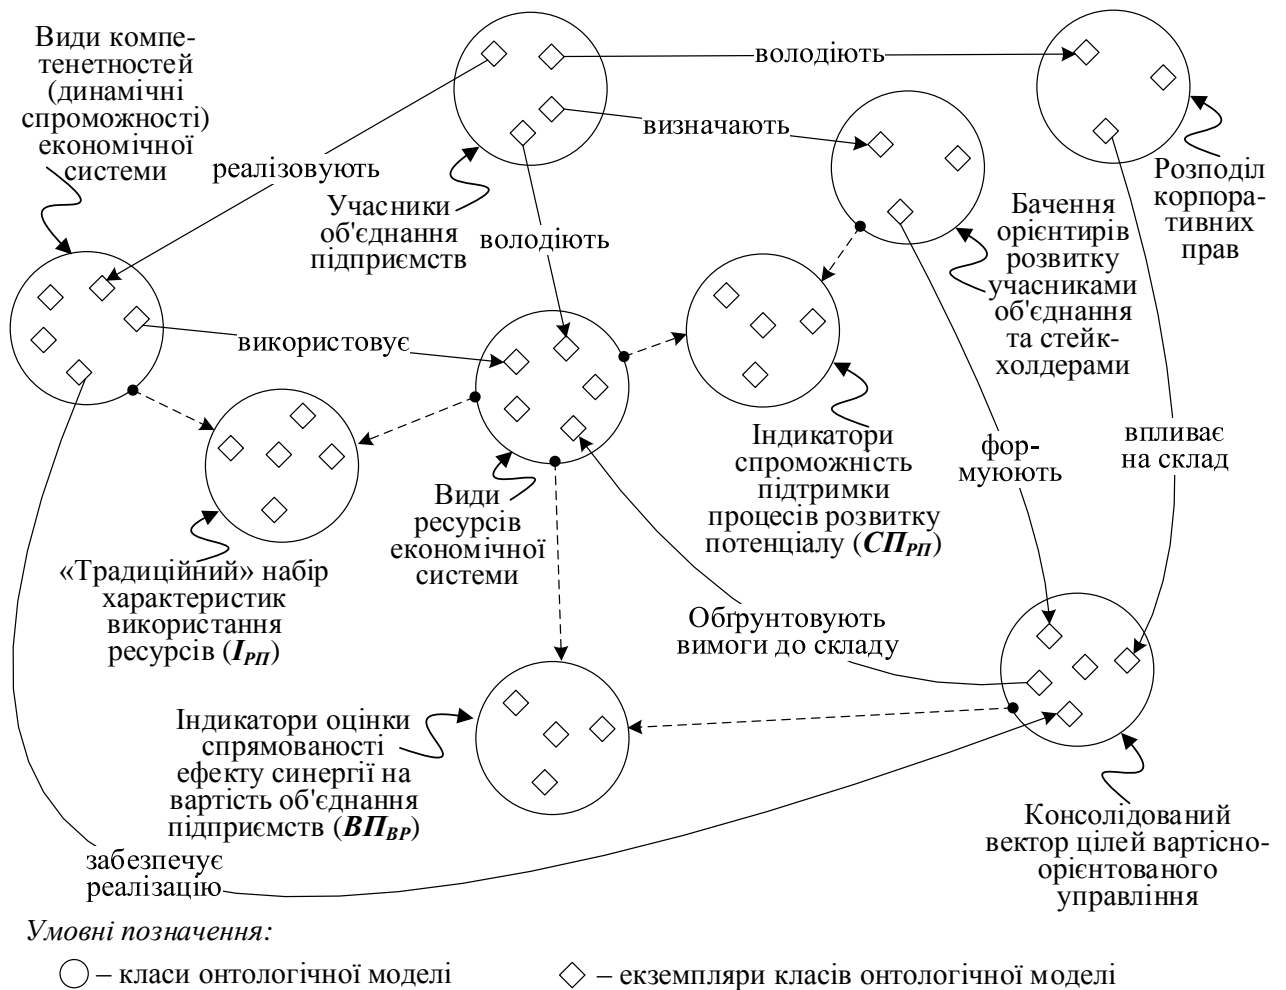 Види компе-
тенетностей
(динамічні
спроможності)
економічної
системи
реалізовують
Учасники
об'єднання
підприємств
володіють
визначають
володіють
Розподіл
корпора-
тивних
прав
Бачення
орієнтирів
розвитку
учасниками
об'єднання
та стейк-
холдерами
використовує
Індикатори
спроможність
підтримки
процесів розвитку
потенціалу (СПРП)
фор-
муюють
впливає
на склад
Види
ресурсів
економічної
системи
«Традиційний» набір
характеристик
використання
ресурсів (ІРП)
Обґрунтовують
вимоги до складу
Індикатори оцінки
спрямованості
ефекту синергії на
вартість об'єднання
підприємств (ВПВР)
Консолідований
вектор цілей вартісно-
орієнтованого
управління
забезпечує
реалізацію
Умовні позначення:
– класи онтологічної моделі
– екземпляри класів онтологічної моделі